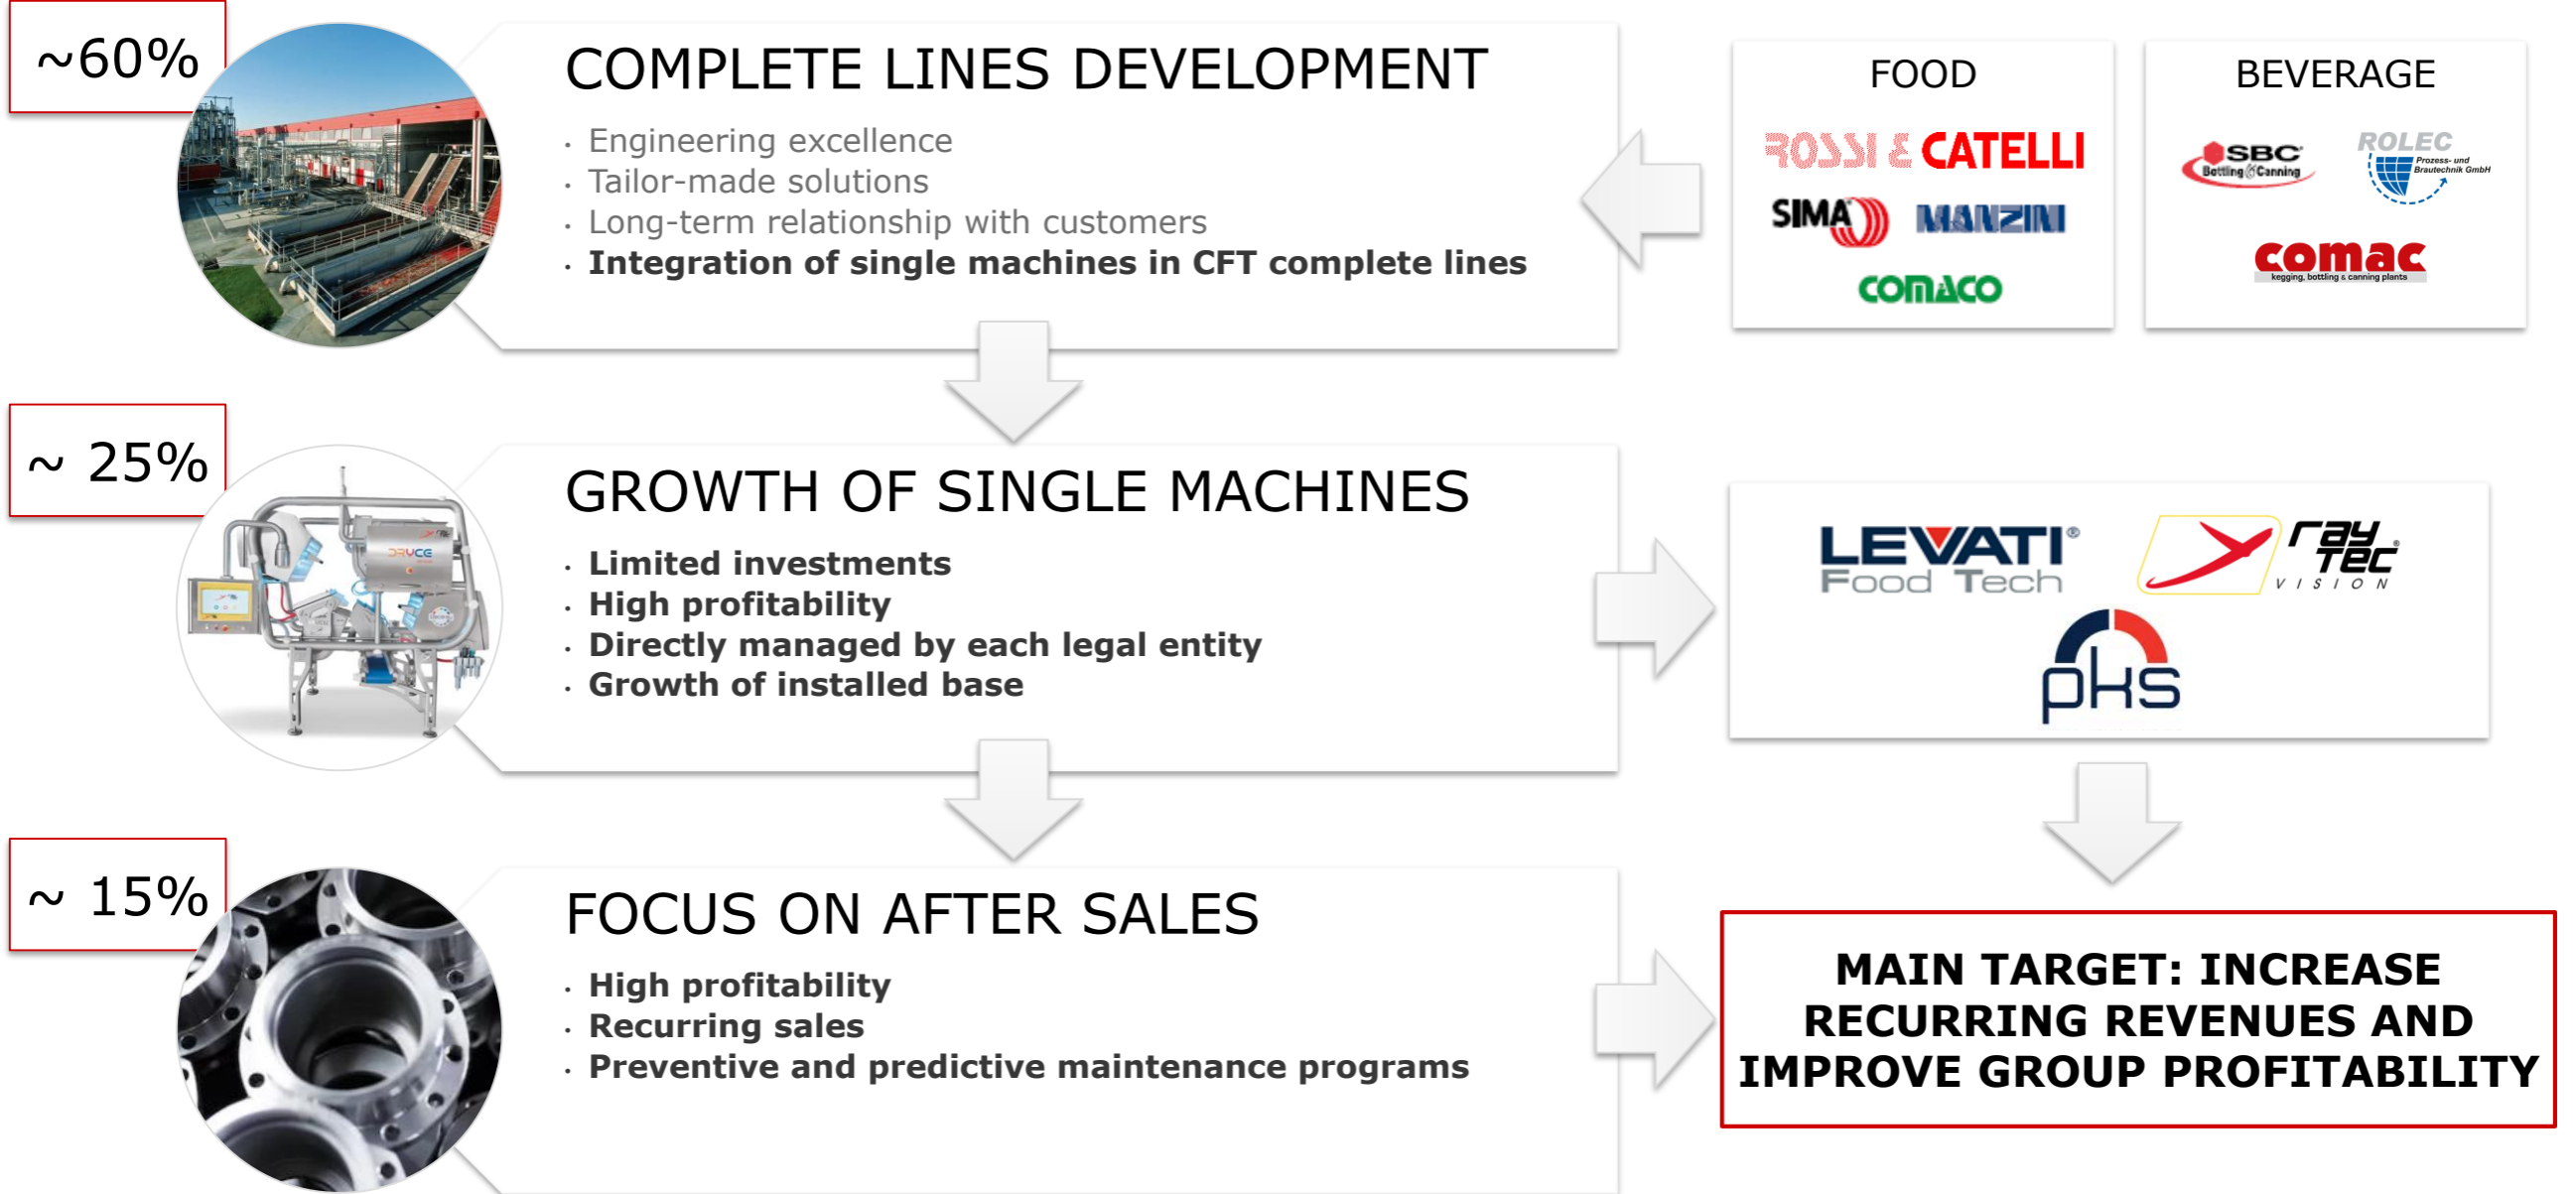 ~60%
COMPLETE LINES DEVELOPMENT
· Engineering excellence
· Tailor-made solutions
· Long-term relationship with customers
· Integration of single machines in CFT complete lines
FOOD
ROSSI & CATELLI
SIMA
MANZINI
COMACO
BEVERAGE
SBC
Bottling & Canning
ROLEC
Prozess- und
Brautechnik GmbH
comac
kegging, bottling & canning plants
~ 25%
DRYCE
GROWTH OF SINGLE MACHINES
· Limited investments
· High profitability
· Directly managed by each legal entity
· Growth of installed base
LEVATI®
Food Tech
ray
TEC®
VISION
pks
~ 15%
FOCUS ON AFTER SALES
· High profitability
· Recurring sales
· Preventive and predictive maintenance programs
MAIN TARGET: INCREASE
RECURRING REVENUES AND
IMPROVE GROUP PROFITABILITY